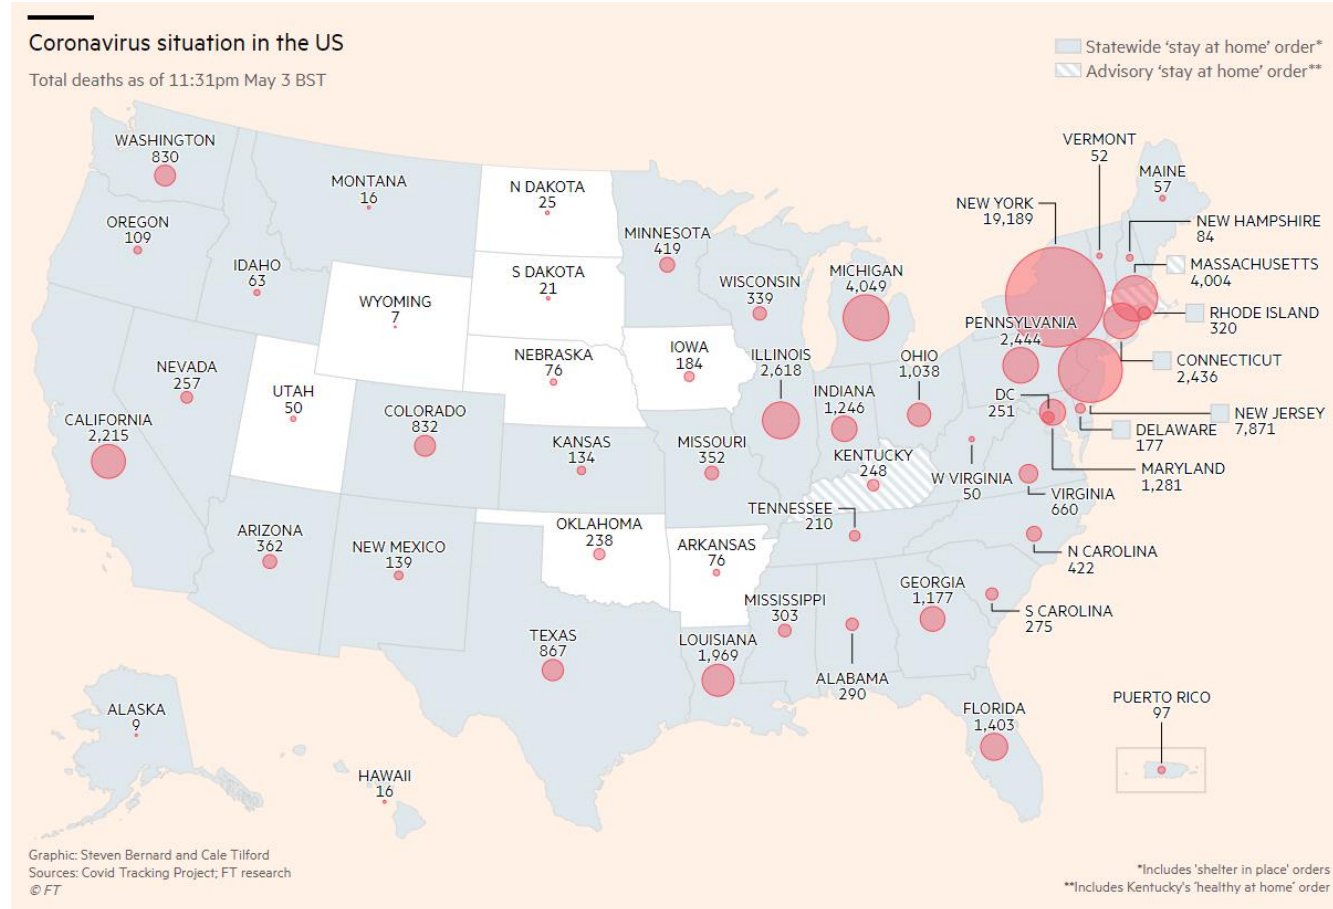 Coronavirus situation in the US
Total deaths as of 11:31pm May 3 BST
Statewide ‘stay at home’ order*
Advisory ‘stay at home’ order**
WASHINGTON
830
MONTANA
16
N DAKOTA
25
OREGON
109
IDAHO
63
MINNESOTA
419
S DAKOTA
21
WYOMING
7
WISCONSIN
339
MICHIGAN
4,049
NEW YORK
19,189
VERMONT
52
MAINE
57
NEW HAMPSHIRE
84
MASSACHUSETTS
4,004
RHODE ISLAND
320
CONNECTICUT
2,436
NEW JERSEY
7,871
PENNSYLVANIA
2,444
NEVADA
257
UTAH
50
NEBRASKA
76
IOWA
184
ILLINOIS
2,618
INDIANA
1,246
OHIO
1,038
DC
251
DELAWARE
177
MARYLAND
1,281
CALIFORNIA
2,215
COLORADO
832
KANSAS
134
MISSOURI
352
KENTUCKY
248
W VIRGINIA
50
VIRGINIA
660
TENNESSEE
210
N CAROLINA
422
ARIZONA
362
NEW MEXICO
139
OKLAHOMA
238
ARKANSAS
76
MISSISSIPPI
303
GEORGIA
1,177
S CAROLINA
275
TEXAS
867
LOUISIANA
1,969
ALABAMA
290
FLORIDA
1,403
PUERTO RICO
97
ALASKA
9
HAWAII
16
Graphic: Steven Bernard and Cale Tilford
Sources: Covid Tracking Project; FT research
© FT
*Includes ‘shelter in place’ orders
**Includes Kentucky's ‘healthy at home’ order